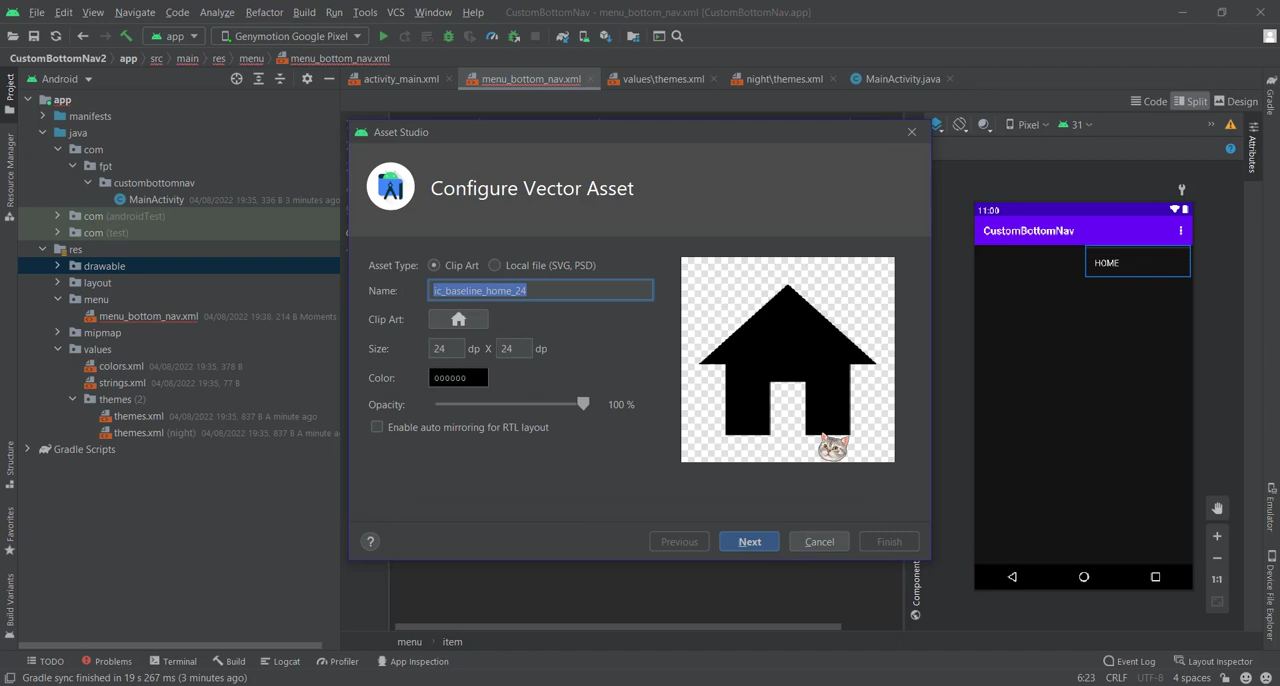 File Edit View Navigate Code Analyze Refactor Build Run Tools VCS Window Help CustomBottomNav - menu_bottom_nav.xml [CustomBottomNav.app]
app Genymotion Google Pixel
CustomBottomNav2 app src main res menu menu_bottom_nav.xml
Android
activity_main.xml menu_bottom_nav.xml values\themes.xml night\themes.xml MainActivity.java
Code Split Design
Pixel 31
Project
Resource Manager
Structure
Favorites
Build Variants
app
manifests
java
com
fpt
custombottomnav
MainActivity 04/08/2022 19:35, 336 B 3 minutes ago
com (androidTest)
com (test)
res
drawable
layout
menu
menu_bottom_nav.xml 04/08/2022 19:38, 214 B Moments
mipmap
values
colors.xml 04/08/2022 19:35, 378 B
strings.xml 04/08/2022 19:35, 77 B
themes (2)
themes.xml 04/08/2022 19:35, 837 B A minute ago
themes.xml (night) 04/08/2022 19:35, 837 B A minute a
Gradle Scripts
Asset Studio
Configure Vector Asset
Asset Type: Clip Art Local file (SVG, PSD)
Name: ic_baseline_home_24
Clip Art:
Size: 24 dp X 24 dp
Color: 000000
Opacity: 100 %
Enable auto mirroring for RTL layout
? Previous Next Cancel Finish
11:00
CustomBottomNav
HOME
1:1
Component
Gradle
Attributes
Emulator
Device File Explorer
menu item
TODO Problems Terminal Build Logcat Profiler App Inspection Event Log Layout Inspector
Gradle sync finished in 19 s 267 ms (3 minutes ago) 6:23 CRLF UTF-8 4 spaces